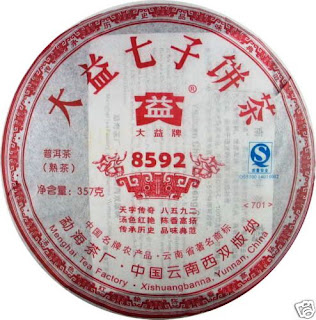 大益七子饼茶
益
®
大益牌
普洱茶
(熟茶)
8592
净含量:357克
<701>
天字传奇 八五九二
玉色红艳 陈香高扬
传承历史 品味典范
中国名牌农产品·云南省著名商标
勐海茶厂·中国云南西双版纳
Menghai Tea Factory · Xishuangbanna, Yunnan, China